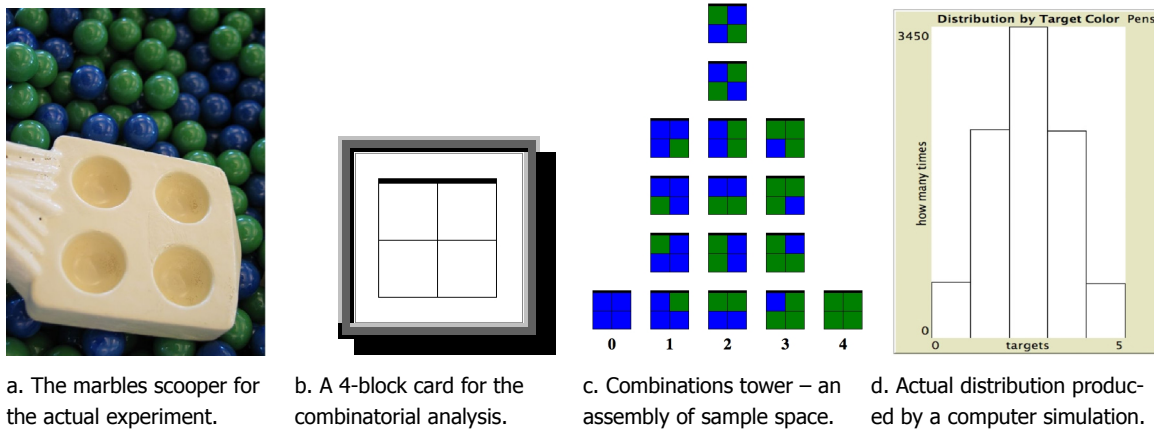 Distribution by Target Color Pens
3450
how many times
0
0 targets 5
0 1 2 3 4
a. The marbles scooper for
the actual experiment.
b. A 4-block card for the
combinatorial analysis.
c. Combinations tower – an
assembly of sample space.
d. Actual distribution produc-
ed by a computer simulation.